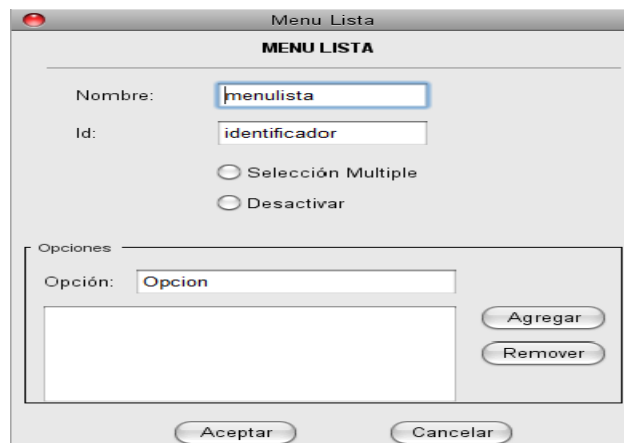 Menu Lista
MENU LISTA
Nombre: menulista
Id: identificador
Selección Multiple
Desactivar
Opciones
Opción: Opcion
Agregar
Remover
Aceptar Cancelar